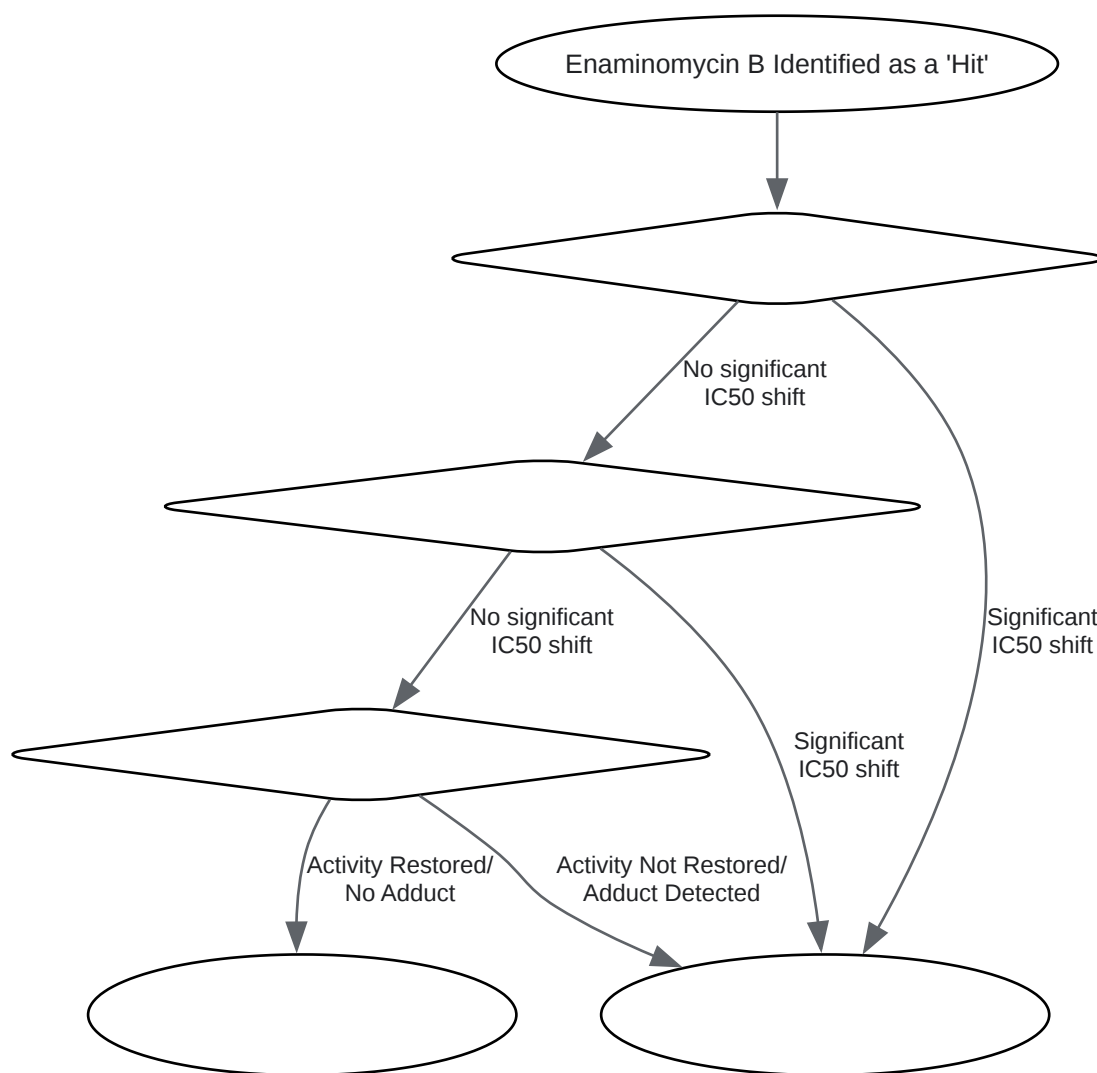 Enaminomycin B Identified as a 'Hit'
No significant
IC50 shift
No significant
IC50 shift
Significant
IC50 shift
Significant
IC50 shift
Activity Restored/
No Adduct
Activity Not Restored/
Adduct Detected